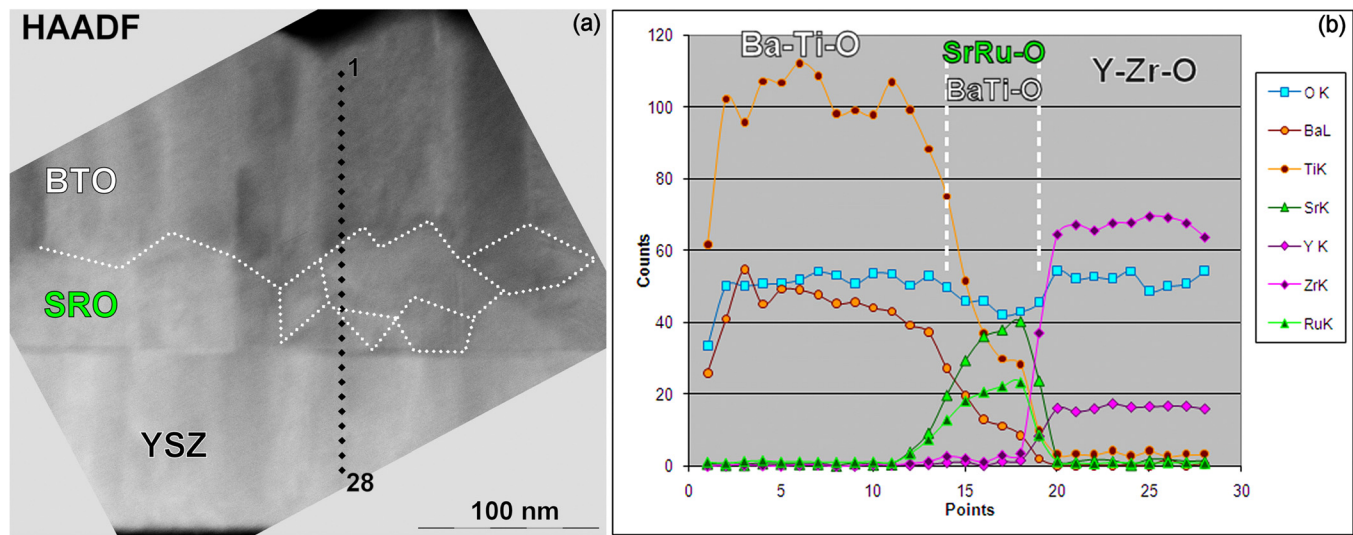 HAADF
(a)
1
BTO
SRO
YSZ
28
100 nm
(b)
Ba-Ti-O
SrRu-O
BaTi-O
Y-Zr-O
120
100
80
60
40
20
0
Counts
0 5 10 15 20 25 30
Points
O K
BaL
TiK
SrK
Y K
ZrK
RuK